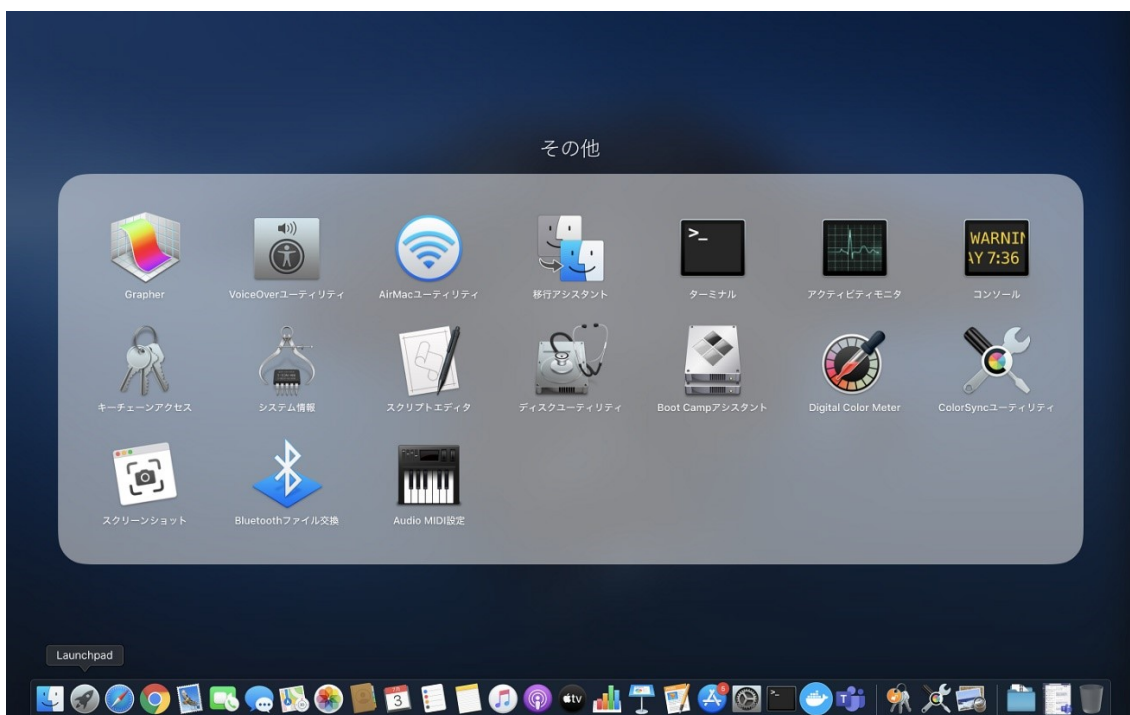 その他
WARNIN
AY 7:36
Grapher
VoiceOverユーティリティ
AirMacユーティリティ
移行アシスタント
ターミナル
アクティビティモニタ
コンソール
キーチェーンアクセス
システム情報
スクリプトエディタ
ディスクユーティリティ
Boot Campアシスタント
Digital Color Meter
ColorSyncユーティリティ
スクリーンショット
Bluetoothファイル交換
Audio MIDI設定
Launchpad
3
tv